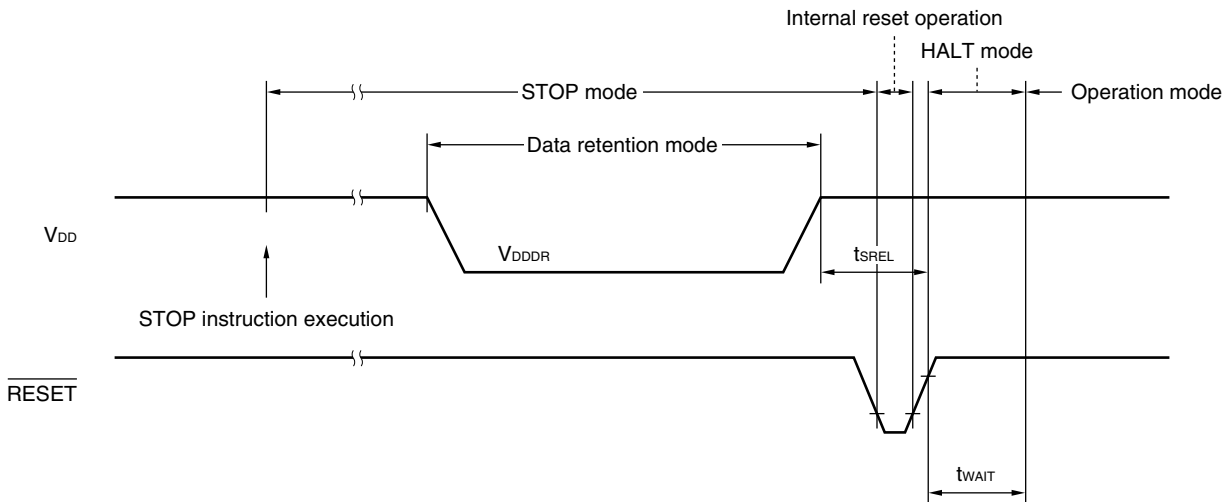 Internal reset operation
HALT mode
STOP mode
Operation mode
Data retention mode
VDD
VDDDR
tSREL
STOP instruction execution
RESET
tWAIT